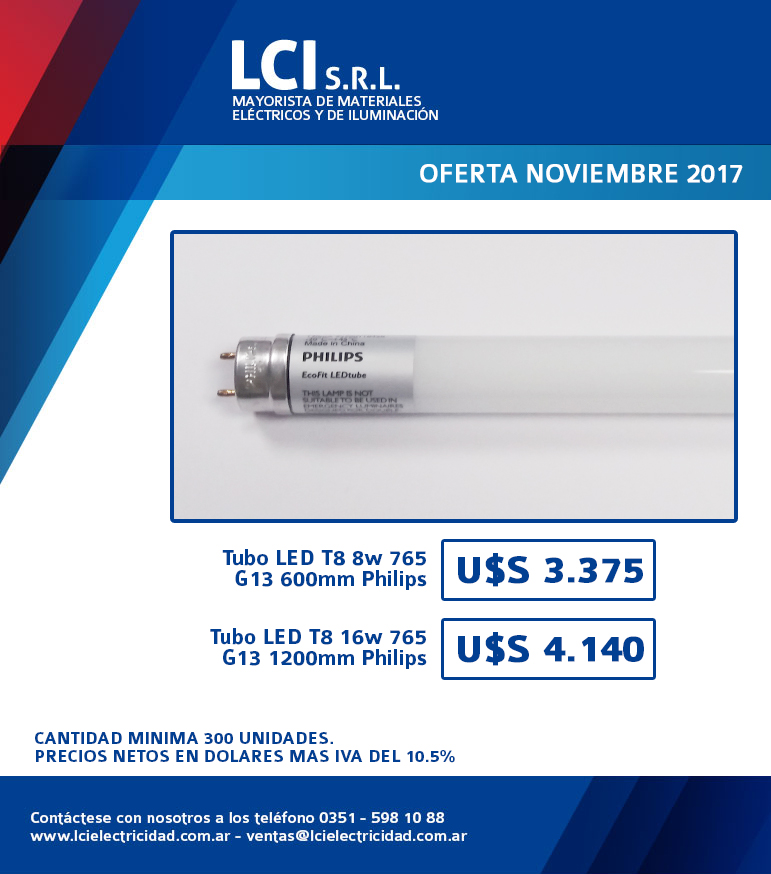 LCI S.R.L.
MAYORISTA DE MATERIALES
ELÉCTRICOS Y DE ILUMINACIÓN
OFERTA NOVIEMBRE 2017
Made in China
PHILIPS
EcoFit LEDtube
THIS LAMP IS NOT
SUITABLE TO BE USED IN
EMERGENCY LUMINAIRES
Tubo LED T8 8w 765
G13 600mm Philips
U$S 3.375
Tubo LED T8 16w 765
G13 1200mm Philips
U$S 4.140
CANTIDAD MINIMA 300 UNIDADES.
PRECIOS NETOS EN DOLARES MAS IVA DEL 10.5%
Contáctese con nosotros a los teléfono 0351 - 598 10 88
www.lcielectricidad.com.ar - ventas@lcielectricidad.com.ar